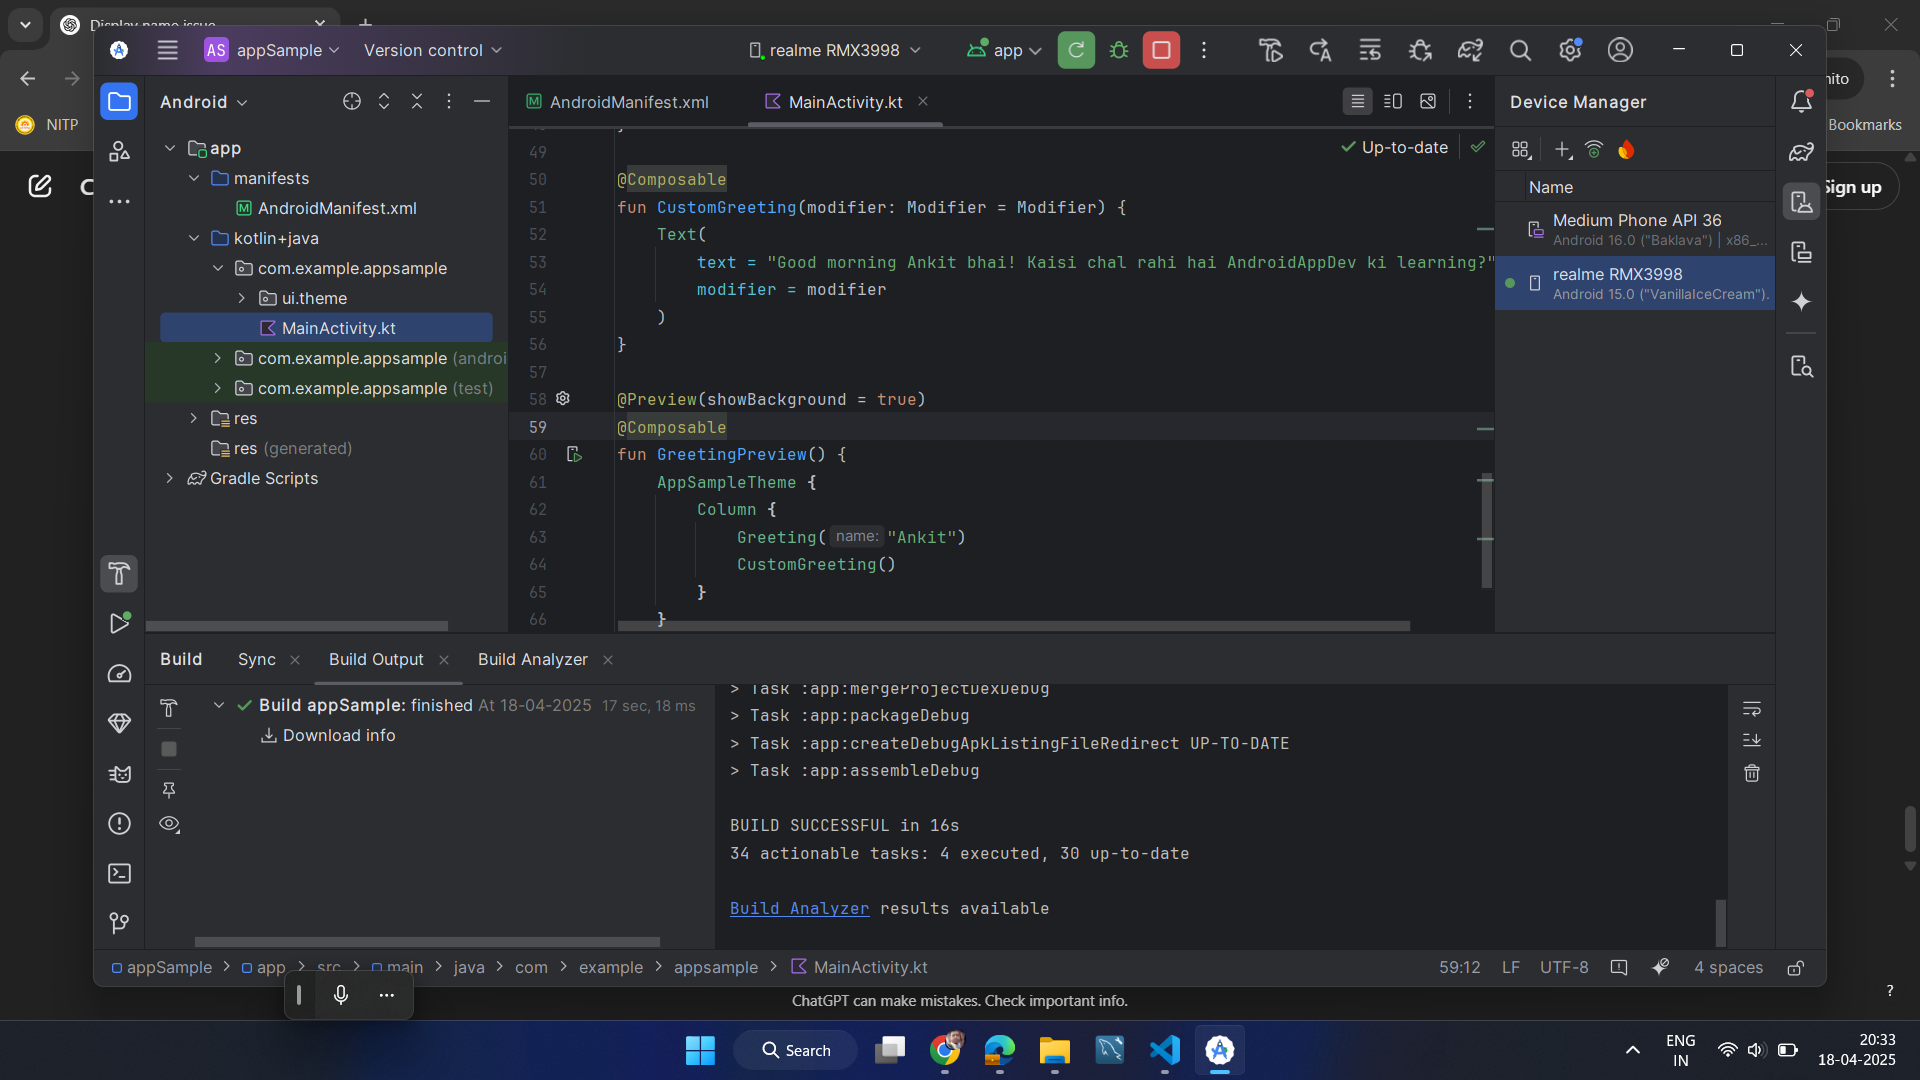 Display name issue
AS appSample
Version control
realme RMX3998
app
NITP
Bookmarks
Sign up
Android
AndroidManifest.xml
MainActivity.kt
Device Manager
app
manifests
AndroidManifest.xml
kotlin+java
com.example.appsample
ui.theme
MainActivity.kt
com.example.appsample (androi
com.example.appsample (test)
res
res (generated)
Gradle Scripts
Up-to-date
49
50 @Composable
51 fun CustomGreeting(modifier: Modifier = Modifier) {
52 Text(
53 text = "Good morning Ankit bhai! Kaisi chal rahi hai AndroidAppDev ki learning?"
54 modifier = modifier
55 )
56 }
57
58 @Preview(showBackground = true)
59 @Composable
60 fun GreetingPreview() {
61 AppSampleTheme {
62 Column {
63 Greeting( name: "Ankit")
64 CustomGreeting()
65 }
66 }
Name
Medium Phone API 36
Android 16.0 ("Baklava") | x86_...
realme RMX3998
Android 15.0 ("VanillaIceCream").
Build
Sync
Build Output
Build Analyzer
Build appSample: finished At 18-04-2025 17 sec, 18 ms
Download info
> Task :app:mergeProjectDexDebug
> Task :app:packageDebug
> Task :app:createDebugApkListingFileRedirect UP-TO-DATE
> Task :app:assembleDebug
BUILD SUCCESSFUL in 16s
34 actionable tasks: 4 executed, 30 up-to-date
Build Analyzer results available
appSample > app > src > main > java > com > example > appsample > MainActivity.kt
59:12 LF UTF-8 4 spaces
ChatGPT can make mistakes. Check important info.
?
Search
ENG
IN
20:33
18-04-2025